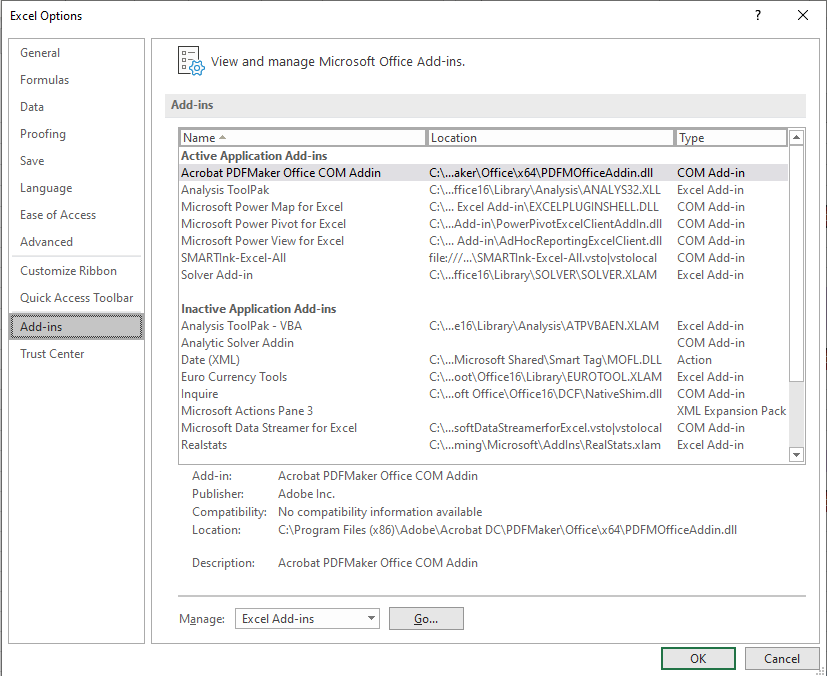 Excel Options
?
General
Formulas
Data
Proofing
Save
Language
Ease of Access
Advanced
Customize Ribbon
Quick Access Toolbar
Add-ins
Trust Center
View and manage Microsoft Office Add-ins.
Add-ins
Name Location Type
Active Application Add-ins
Acrobat PDFMaker Office COM Addin C:\...aker\Office\x64\PDFMOfficeAddin.dll COM Add-in
Analysis ToolPak C:\...ffice16\Library\Analysis\ANALYS32.XLL Excel Add-in
Microsoft Power Map for Excel C:\... Excel Add-in\EXCELPLUGINSHELL.DLL COM Add-in
Microsoft Power Pivot for Excel C:\...Add-in\PowerPivotExcelClientAddIn.dll COM Add-in
Microsoft Power View for Excel C:\... Add-in\AdHocReportingExcelClient.dll COM Add-in
SMARTInk-Excel-All file:///...\SMARTInk-Excel-All.vsto|vstolocal COM Add-in
Solver Add-in C:\...ffice16\Library\SOLVER\SOLVER.XLAM Excel Add-in
Inactive Application Add-ins
Analysis ToolPak - VBA C:\...e16\Library\Analysis\ATPVBAEN.XLAM Excel Add-in
Analytic Solver Addin COM Add-in
Date (XML) C:\...Microsoft Shared\Smart Tag\MOFL.DLL Action
Euro Currency Tools C:\...oot\Office16\Library\EUROTOOL.XLAM Excel Add-in
Inquire C:\...oft Office\Office16\DCF\NativeShim.dll COM Add-in
Microsoft Actions Pane 3 XML Expansion Pack
Microsoft Data Streamer for Excel C:\...softDataStreamerforExcel.vsto|vstolocal COM Add-in
Realstats C:\...ming\Microsoft\AddIns\RealStats.xlam Excel Add-in
Add-in: Acrobat PDFMaker Office COM Addin
Publisher: Adobe Inc.
Compatibility: No compatibility information available
Location: C:\Program Files (x86)\Adobe\Acrobat DC\PDFMaker\Office\x64\PDFMOfficeAddin.dll
Description: Acrobat PDFMaker Office COM Addin
Manage: Excel Add-ins Go...
OK Cancel